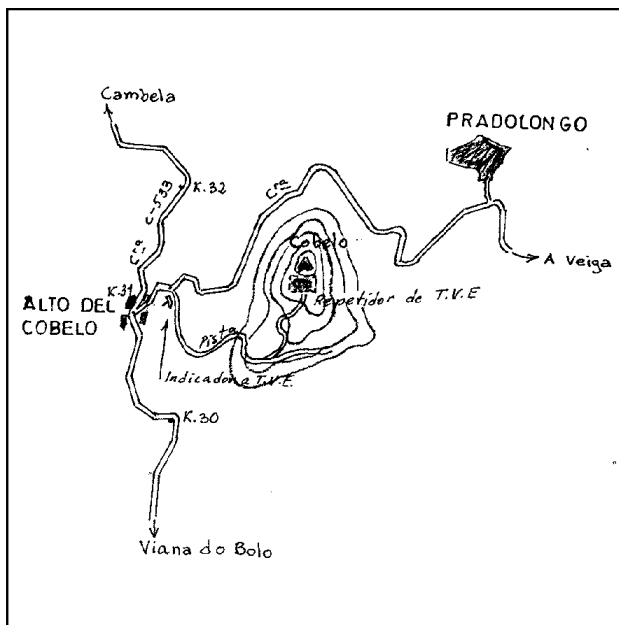 Cambela
PRADOLONGO
K.32
Cra
C-533
Cra
Cobelo
A Veiga
K.31
Repetidor de T.V.E
ALTO DEL
COBELO
Pista
Indicador a T.V.E.
K.30
Viana do Bolo